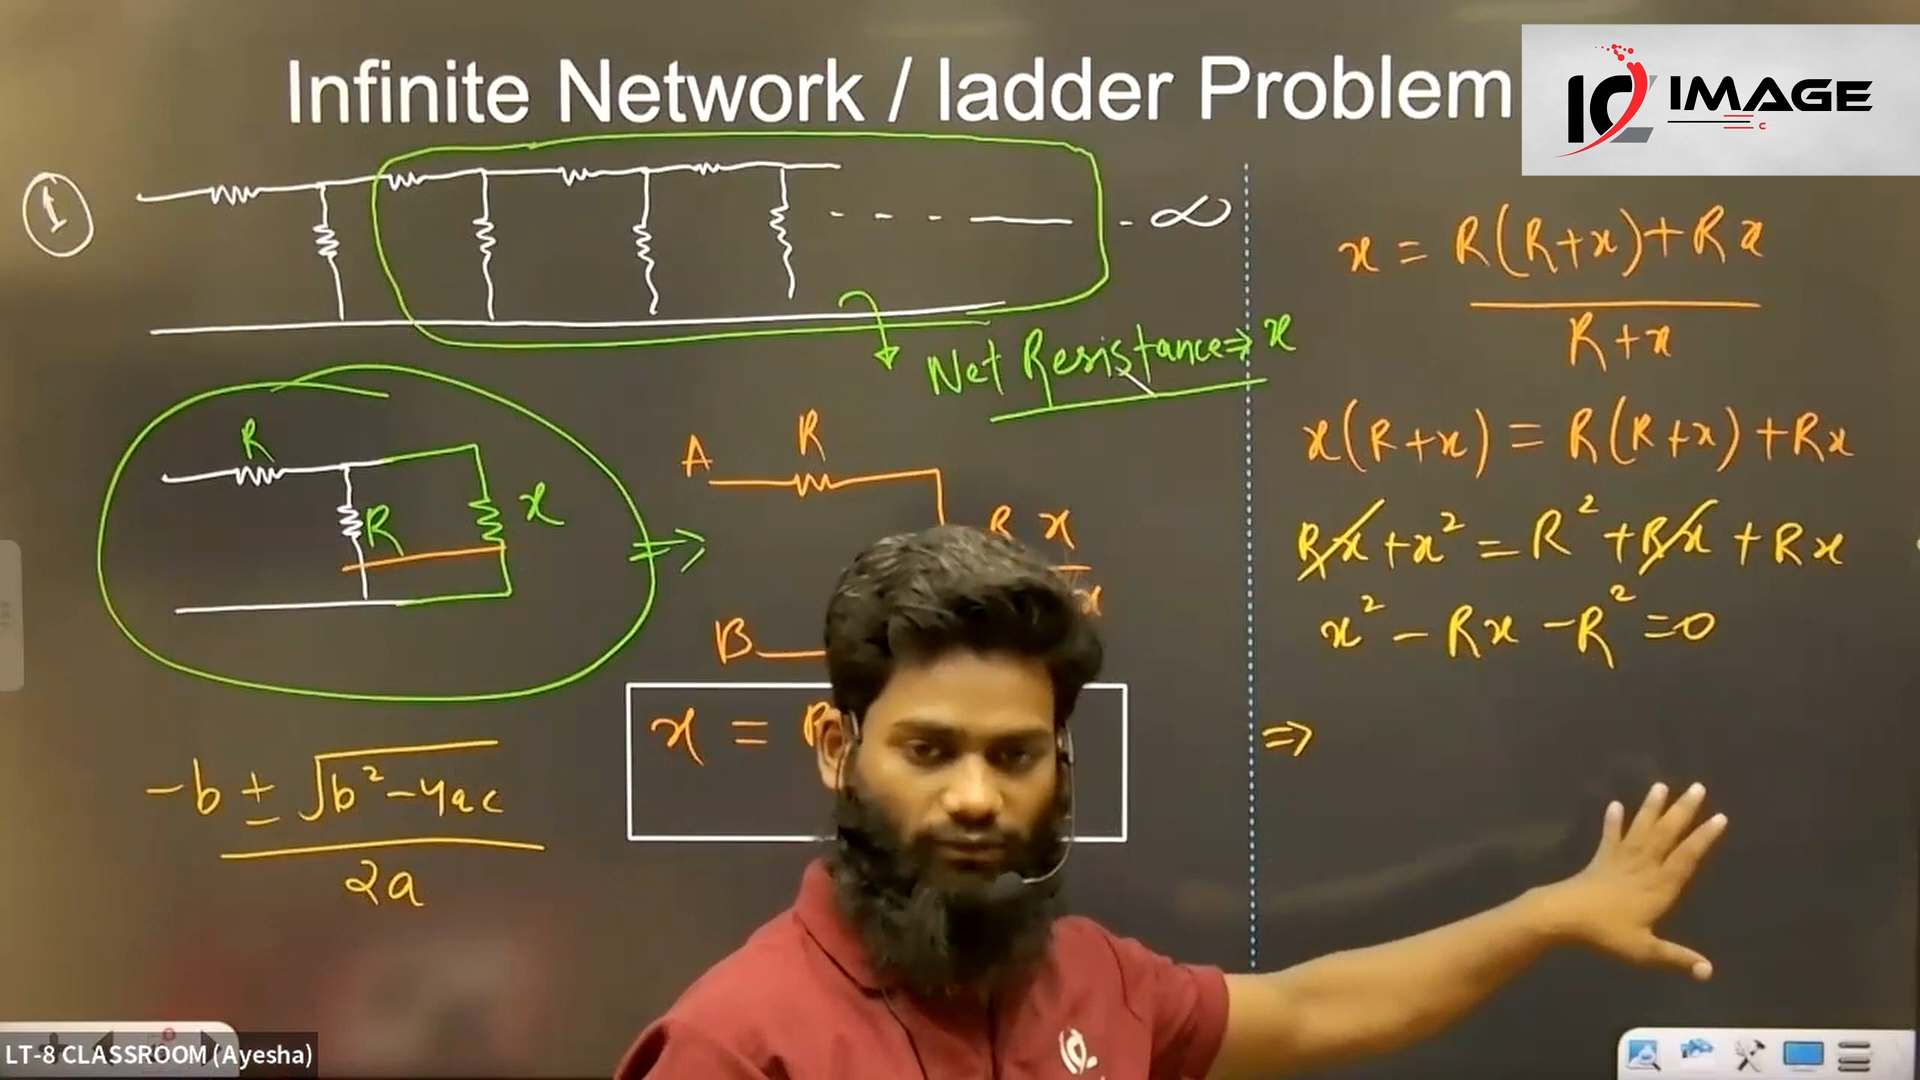 Infinite Network / ladder Problem
IC IMAGE
1
- - - - ∞
Net Resistance ⇒ x
R
R
x
⇒
A
R
R x
x
B
x =
-b ± √b² - 4ac
2a
x = R(R+x) + Rx
R+x
x(R+x) = R(R+x) + Rx
Rx + x² = R² + Rx + Rx
x² - Rx - R² = 0
⇒
LT-8 CLASSROOM (Ayesha)